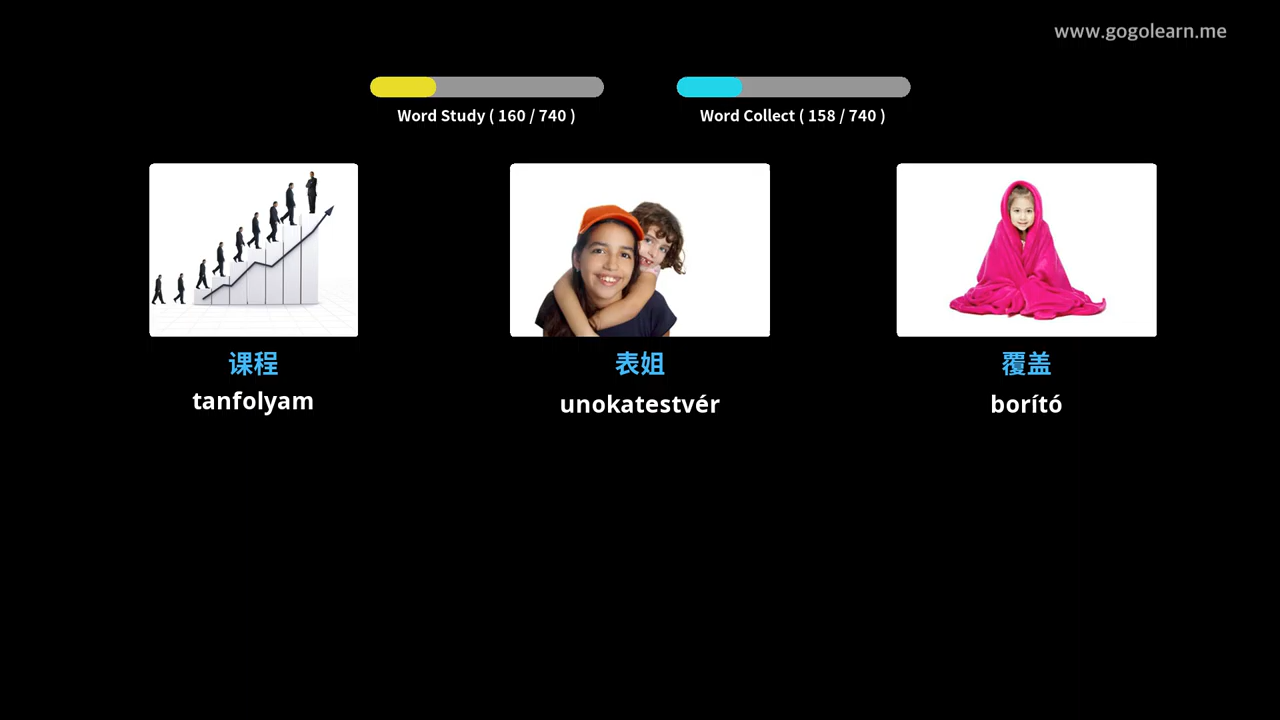 www.gogolearn.me
Word Study ( 160 / 740 )
Word Collect ( 158 / 740 )
课程
表姐
覆盖
tanfolyam
unokatestvér
borító